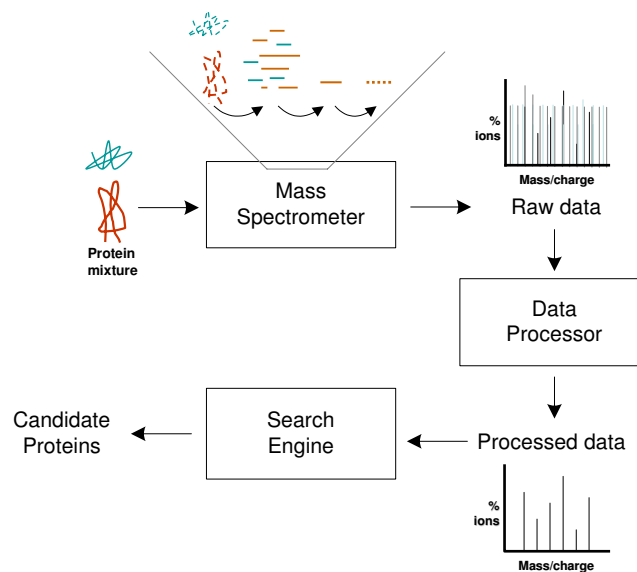 %
ions
Mass/charge
Mass
Spectrometer
Raw data
Protein
mixture
Data
Processor
Candidate
Proteins
Search
Engine
Processed data
%
ions
Mass/charge